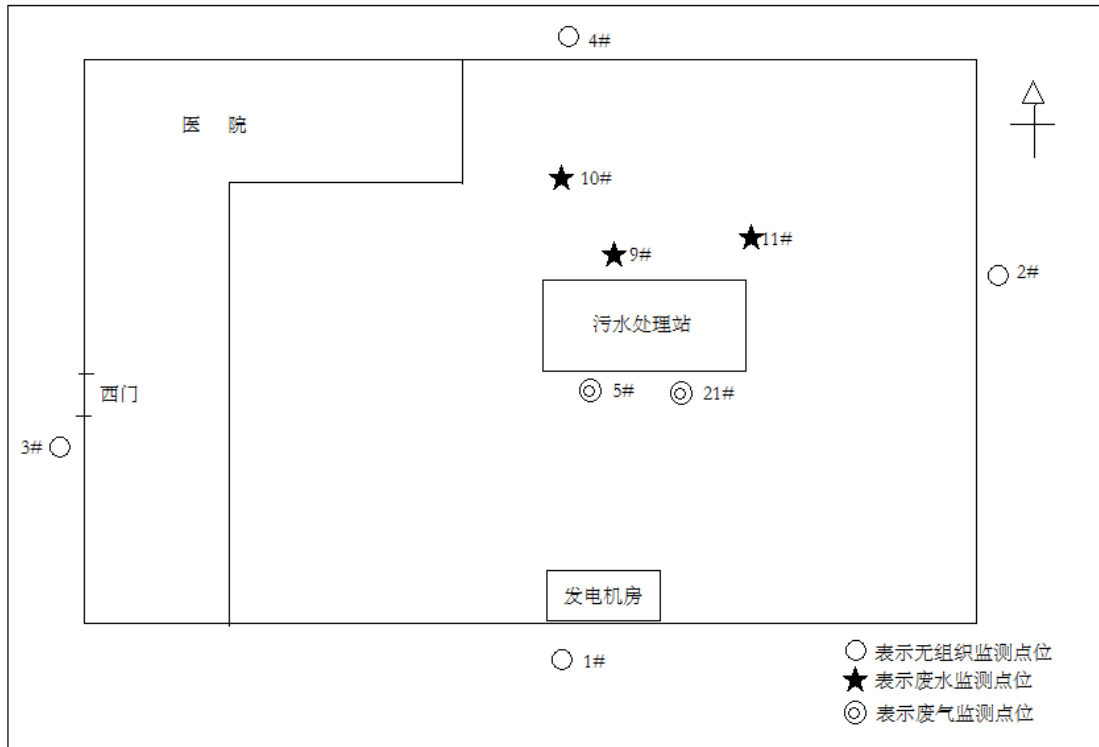 4#
医 院
10#
11#
9#
2#
污水处理站
西门
5#
21#
3#
发电机房
1#
表示无组织监测点位
表示废水监测点位
表示废气监测点位